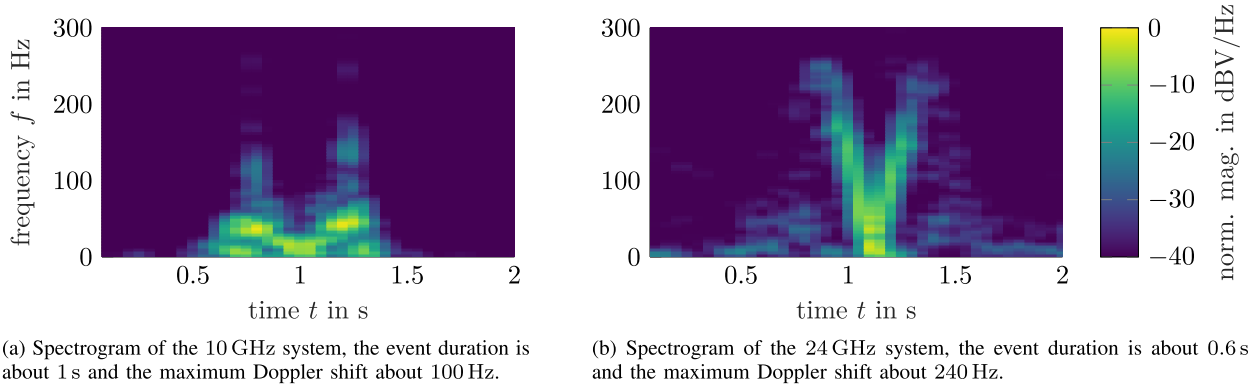 300
200
100
0
frequency f in Hz
0.5
1
1.5
2
time t in s
300
200
100
0
0.5
1
1.5
2
time t in s
0
−10
−20
−30
−40
norm. mag. in dBV/Hz
(a) Spectrogram of the 10 GHz system, the event duration is
about 1 s and the maximum Doppler shift about 100 Hz.
(b) Spectrogram of the 24 GHz system, the event duration is about 0.6 s
and the maximum Doppler shift about 240 Hz.